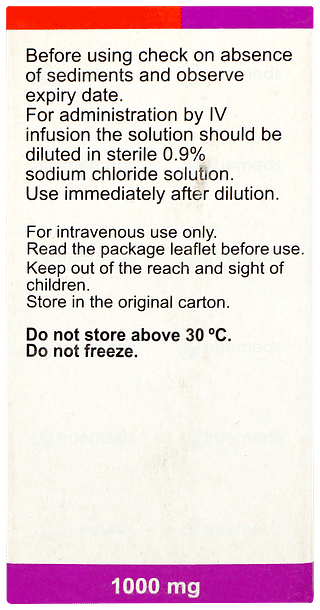 Before using check on absence
of sediments and observe
expiry date.
For administration by IV
infusion the solution should be
diluted in sterile 0.9%
sodium chloride solution.
Use immediately after dilution.
For intravenous use only.
Read the package leaflet before use.
Keep out of the reach and sight of
children.
Store in the original carton.
Do not store above 30 ºC.
Do not freeze.
1000 mg